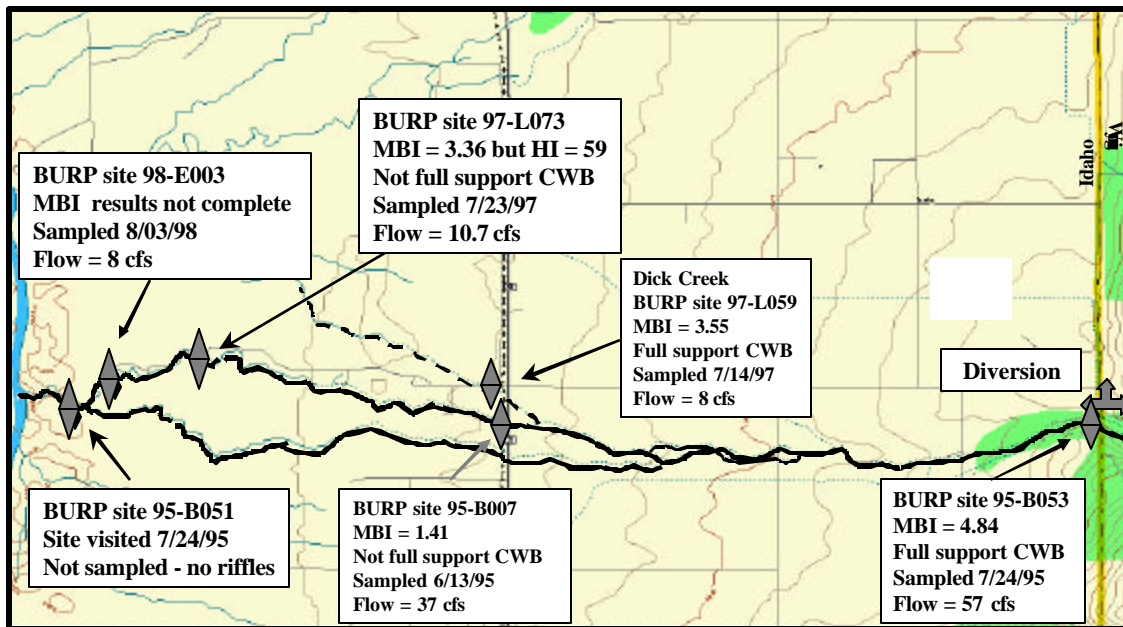 BURP site 97-L073
MBI = 3.36 but HI = 59
Not full support CWB
Sampled 7/23/97
Flow = 10.7 cfs
BURP site 98-E003
MBI results not complete
Sampled 8/03/98
Flow = 8 cfs
Idaho
Dick Creek
BURP site 97-L059
MBI = 3.55
Full support CWB
Sampled 7/14/97
Flow = 8 cfs
Diversion
BURP site 95-B051
Site visited 7/24/95
Not sampled - no riffles
BURP site 95-B007
MBI = 1.41
Not full support CWB
Sampled 6/13/95
Flow = 37 cfs
BURP site 95-B053
MBI = 4.84
Full support CWB
Sampled 7/24/95
Flow = 57 cfs